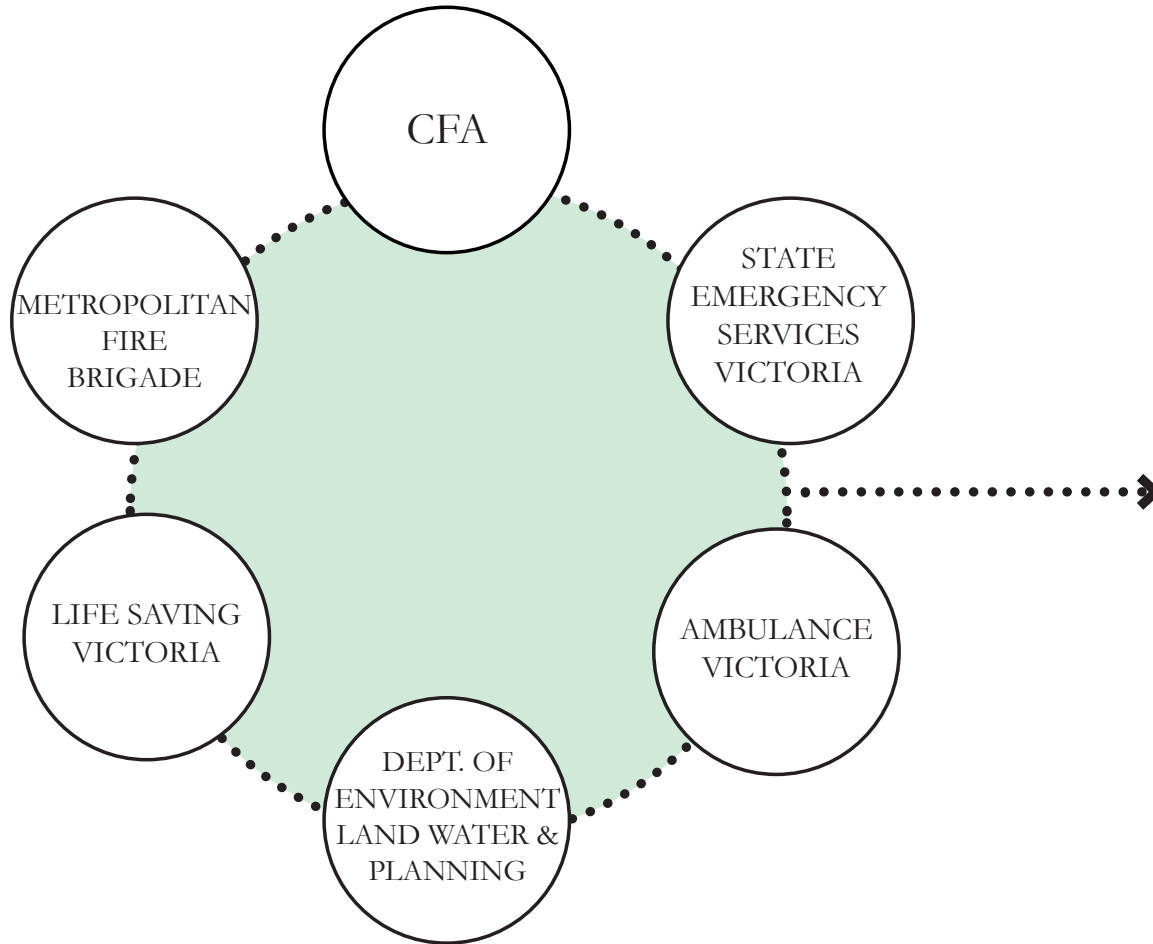 CFA
STATE
EMERGENCY
SERVICES
VICTORIA
METROPOLITAN
FIRE
BRIGADE
LIFE SAVING
VICTORIA
AMBULANCE
VICTORIA
DEPT. OF
ENVIRONMENT
LAND WATER &
PLANNING